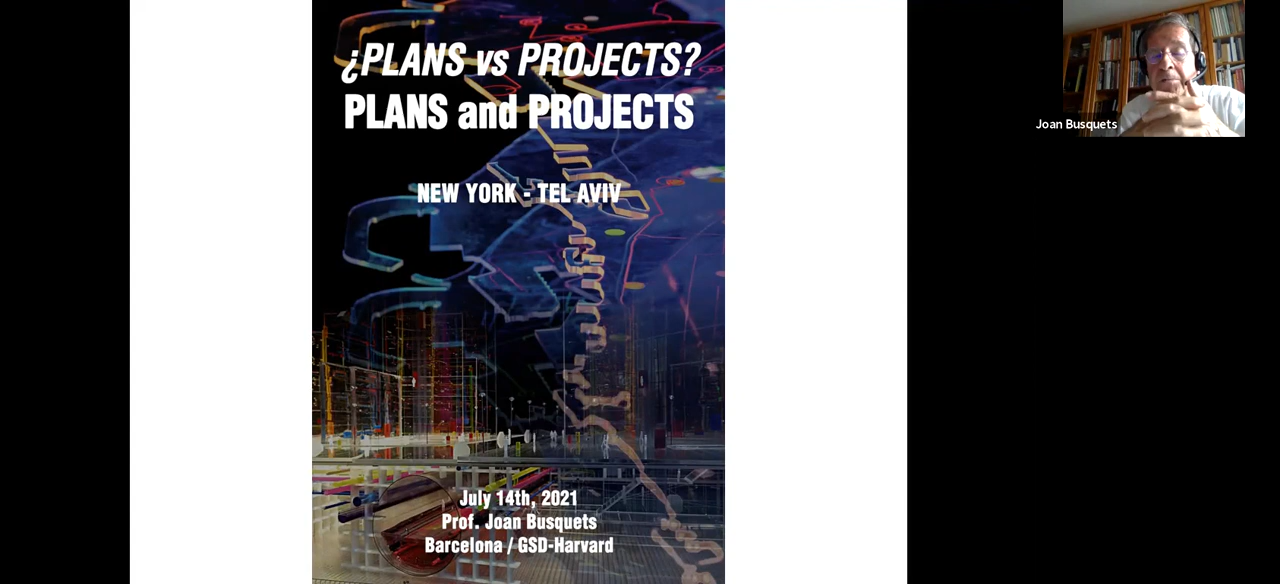 ¿PLANS vs PROJECTS?
PLANS and PROJECTS
NEW YORK - TEL AVIV
July 14th, 2021
Prof. Joan Busquets
Barcelona / GSD-Harvard
Joan Busquets